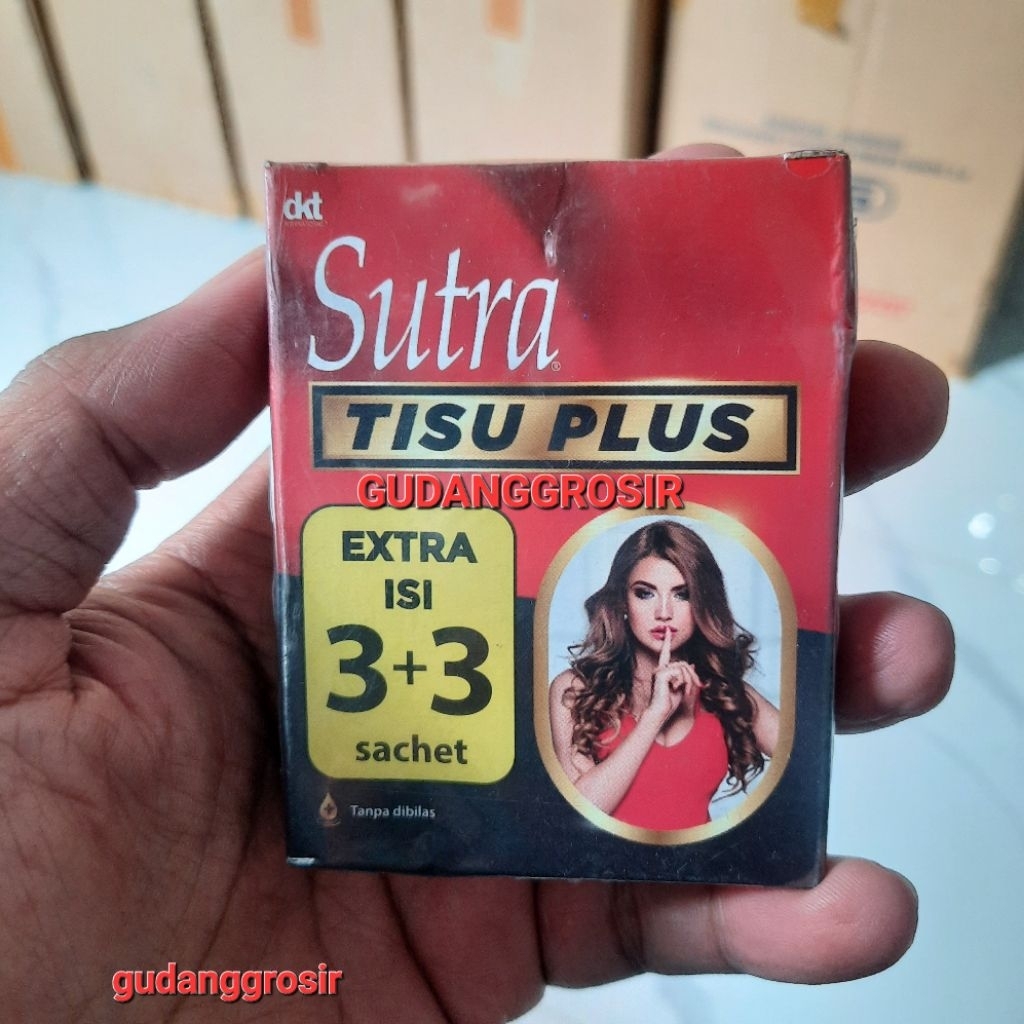 dkt
Sutra®
TISU PLUS
GUDANGGROSIR
EXTRA
ISI
3+3
sachet
Tanpa dibilas
gudanggrosir